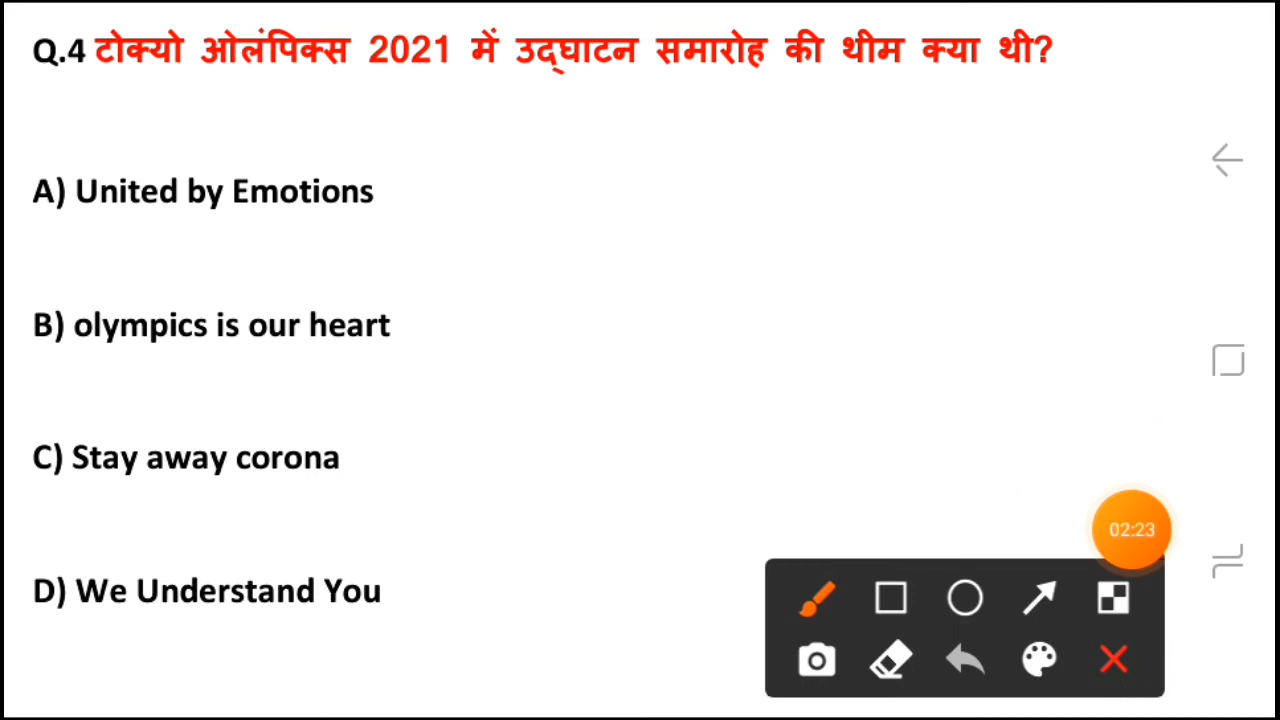 Q.4 टोक्यो ओलंपिक्स 2021 में उद्घाटन समारोह की थीम क्या थी?
A) United by Emotions
B) olympics is our heart
C) Stay away corona
D) We Understand You
02:23